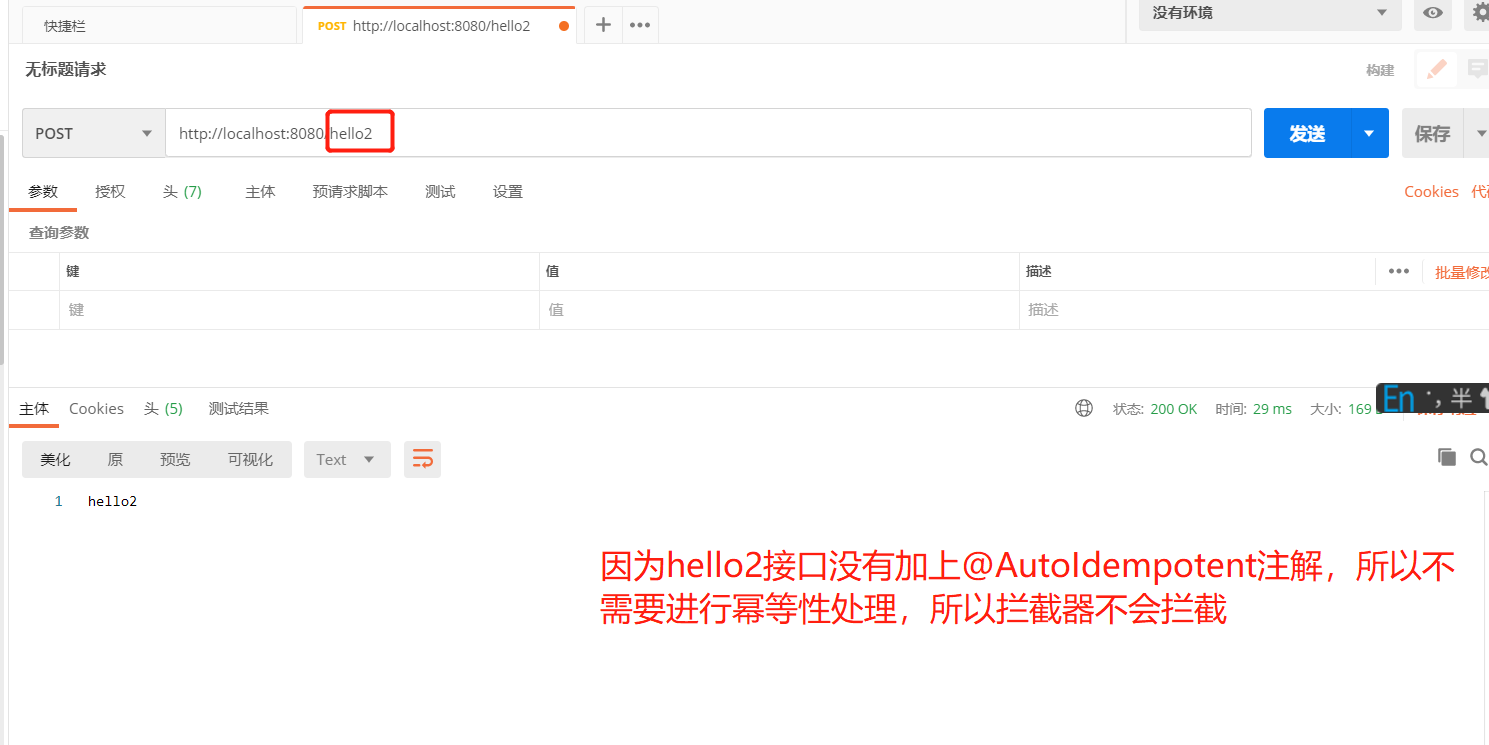 快捷栏
POST http://localhost:8080/hello2
没有环境
无标题请求
构建
POST
http://localhost:8080/hello2
发送
保存
参数 授权 头 (7) 主体 预请求脚本 测试 设置
Cookies
查询参数
键 值 描述
批量修改
键 值 描述
主体 Cookies 头 (5) 测试结果
状态: 200 OK 时间: 29 ms 大小: 169
En 半
美化 原 预览 可视化 Text
1 hello2
因为hello2接口没有加上@AutoIdempotent注解，所以不
需要进行幂等性处理，所以拦截器不会拦截